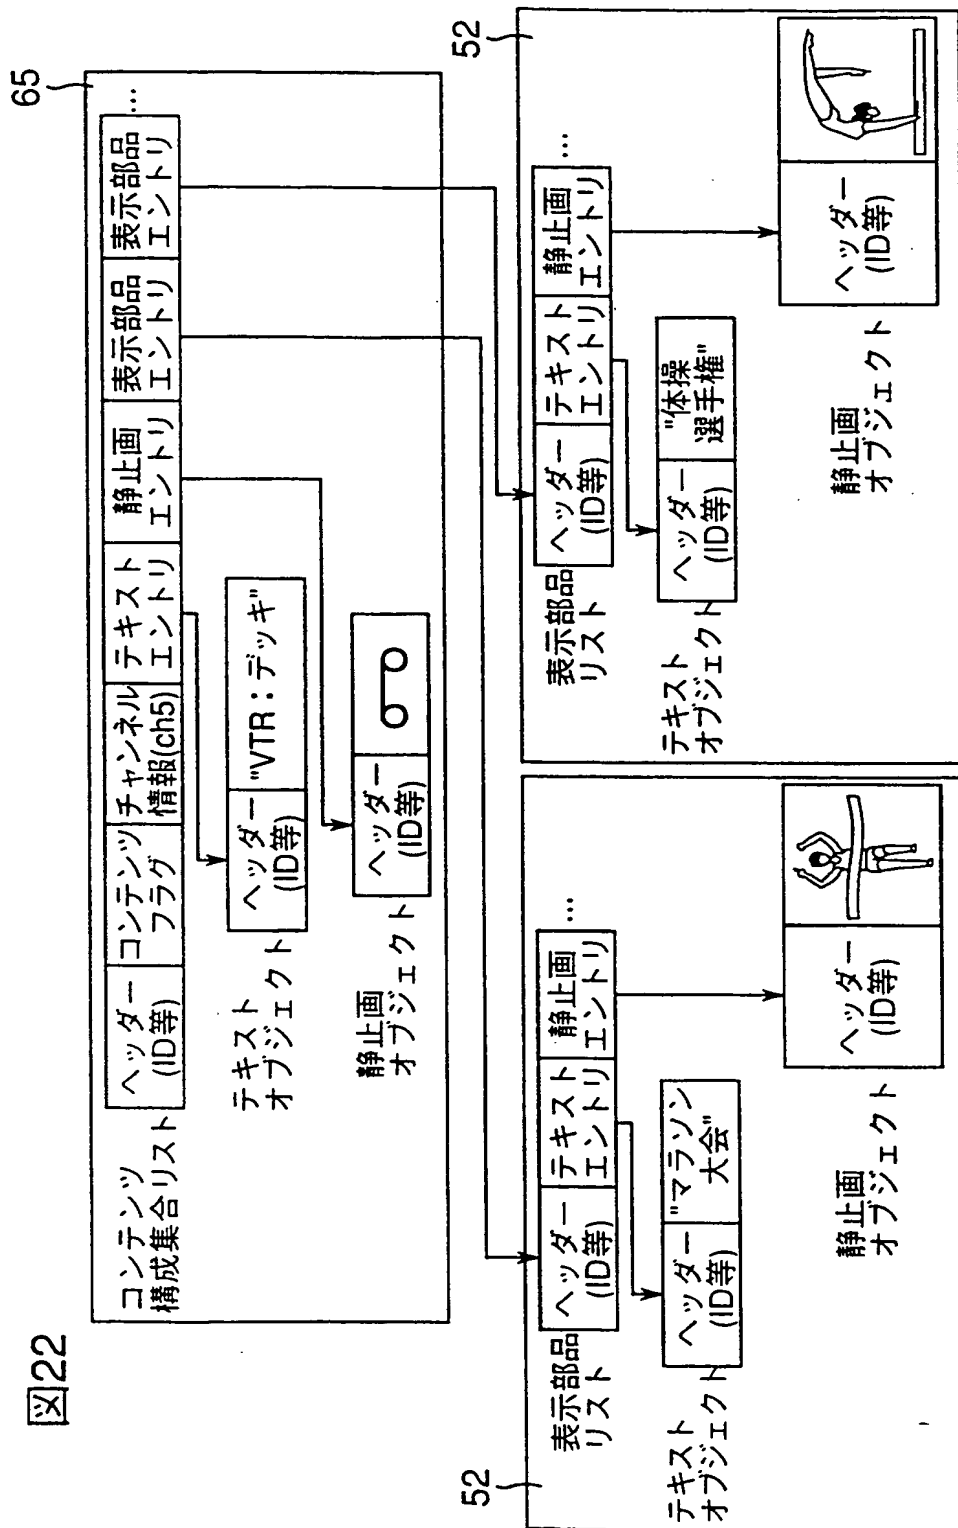 図22
65
コンテンツ
構成集合リスト
ヘッダー
(ID等)
コンテンツ
フラグ
チャンネル
情報(ch5)
テキスト
エントリ
静止画
エントリ
表示部品
エントリ
表示部品
エントリ
…
テキスト
オブジェクト
ヘッダー
(ID等)
"VTR：デッキ"
静止画
オブジェクト
ヘッダー
(ID等)
52
表示部品
リスト
ヘッダー
(ID等)
テキスト
エントリ
静止画
エントリ
…
テキスト
オブジェクト
ヘッダー
(ID等)
"マラソン
大会"
静止画
オブジェクト
ヘッダー
(ID等)
52
表示部品
リスト
ヘッダー
(ID等)
テキスト
エントリ
静止画
エントリ
…
テキスト
オブジェクト
ヘッダー
(ID等)
"体操
選手権"
静止画
オブジェクト
ヘッダー
(ID等)